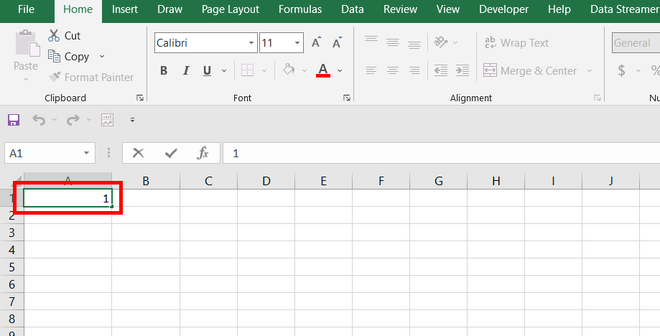 File Home Insert Draw Page Layout Formulas Data Review View Developer Help Data Streamer
Paste
Cut
Copy
Format Painter
Clipboard
Calibri 11 A A
B I U A
Font
ab Wrap Text
Merge & Center
Alignment
General
$ %
A1 fx 1
A B C D E F G H I J
1 1
2
3
4
5
6
7
8